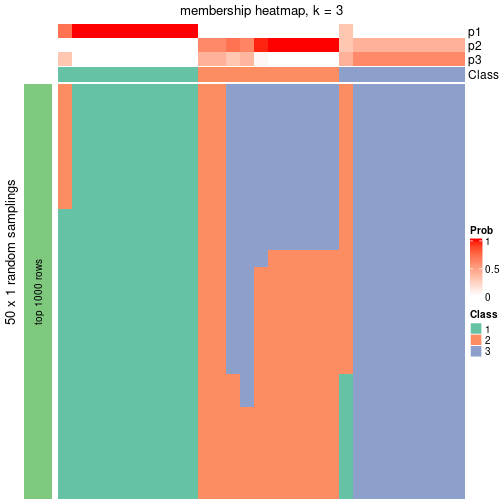 membership heatmap, k = 3
p1
p2
p3
Class
50 x 1 random samplings
top 1000 rows
Prob
1
0.5
0
Class
1
2
3